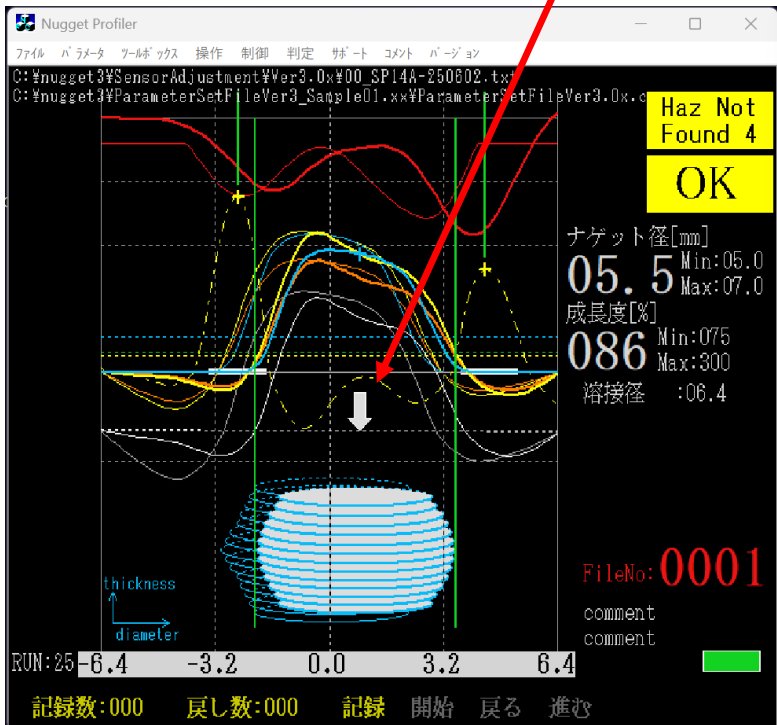 Nugget Profiler
ファイル パラメータ ツールボックス 操作 制御 判定 サポート コメント バージョン
C:¥nugget3¥SensorAdjustment¥Ver3.0x¥00_SP14A-250602.txt
C:¥nugget3¥ParameterSetFileVer3_Sample01.xx¥ParameterSetFileVer3.0x.c
Haz Not
Found 4
OK
ナゲット径[mm]
05.5 Min:05.0
Max:07.0
成長度[%]
086 Min:075
Max:300
溶接径 :06.4
thickness
diameter
FileNo:0001
comment
comment
RUN:25 -6.4 -3.2 0.0 3.2 6.4
記録数:000 戻し数:000 記録 開始 戻る 進む